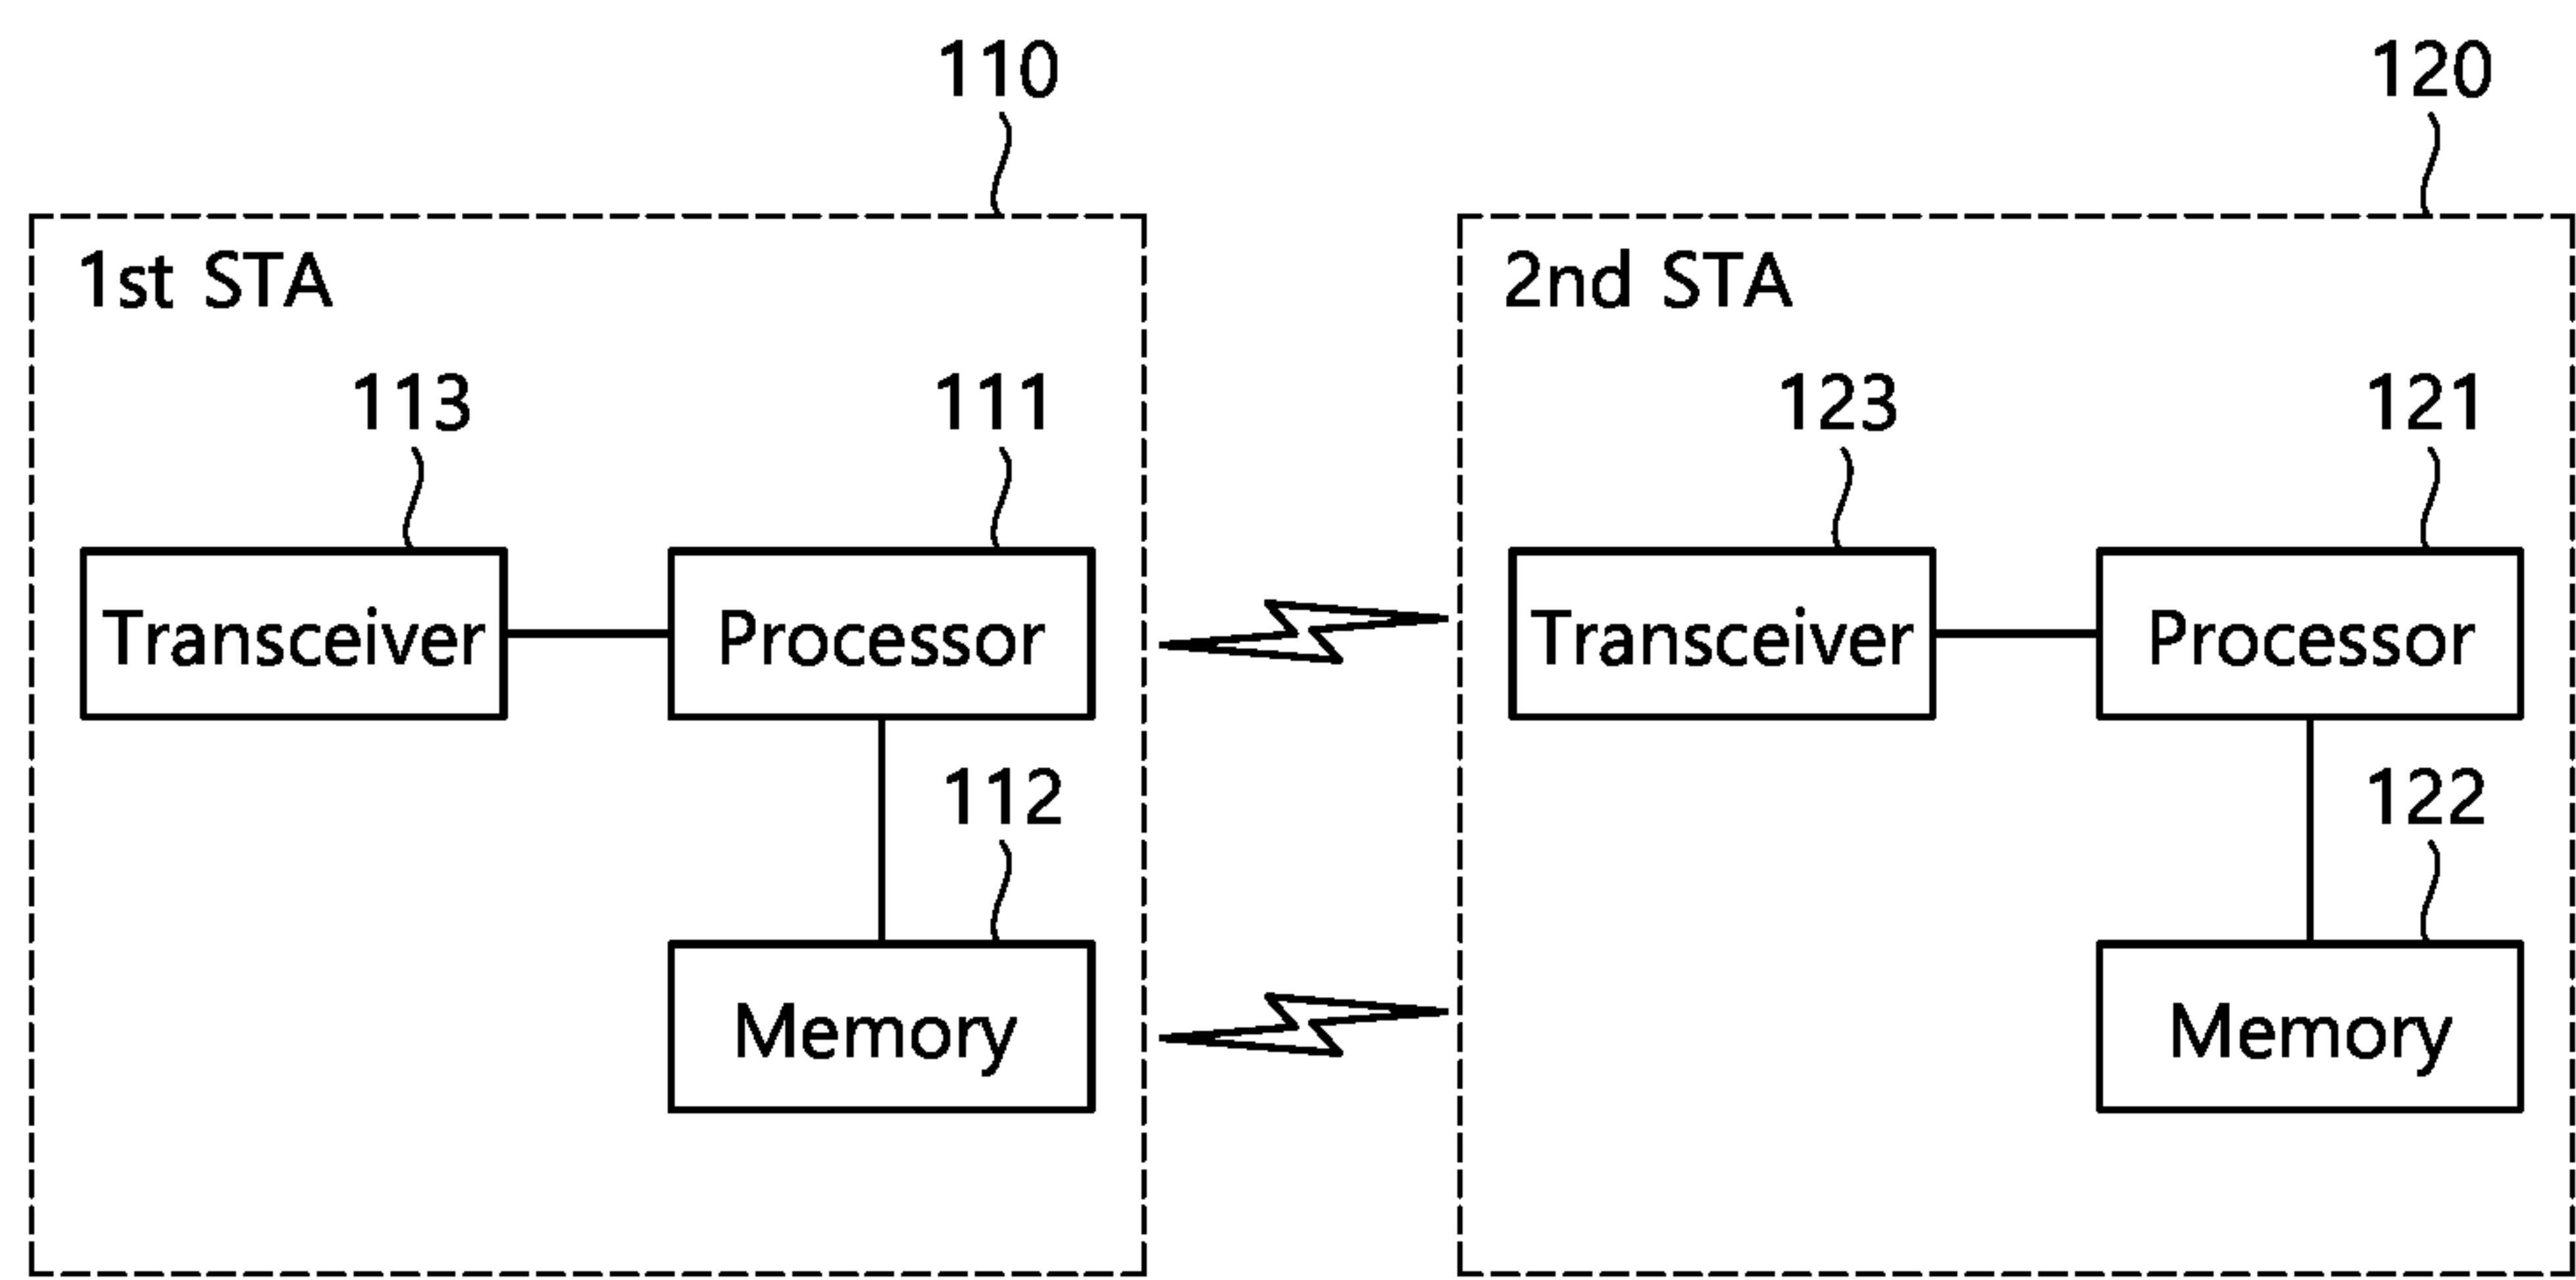 110
120
1st STA
2nd STA
113
111
123
121
Transceiver
Processor
Transceiver
Processor
112
122
Memory
Memory